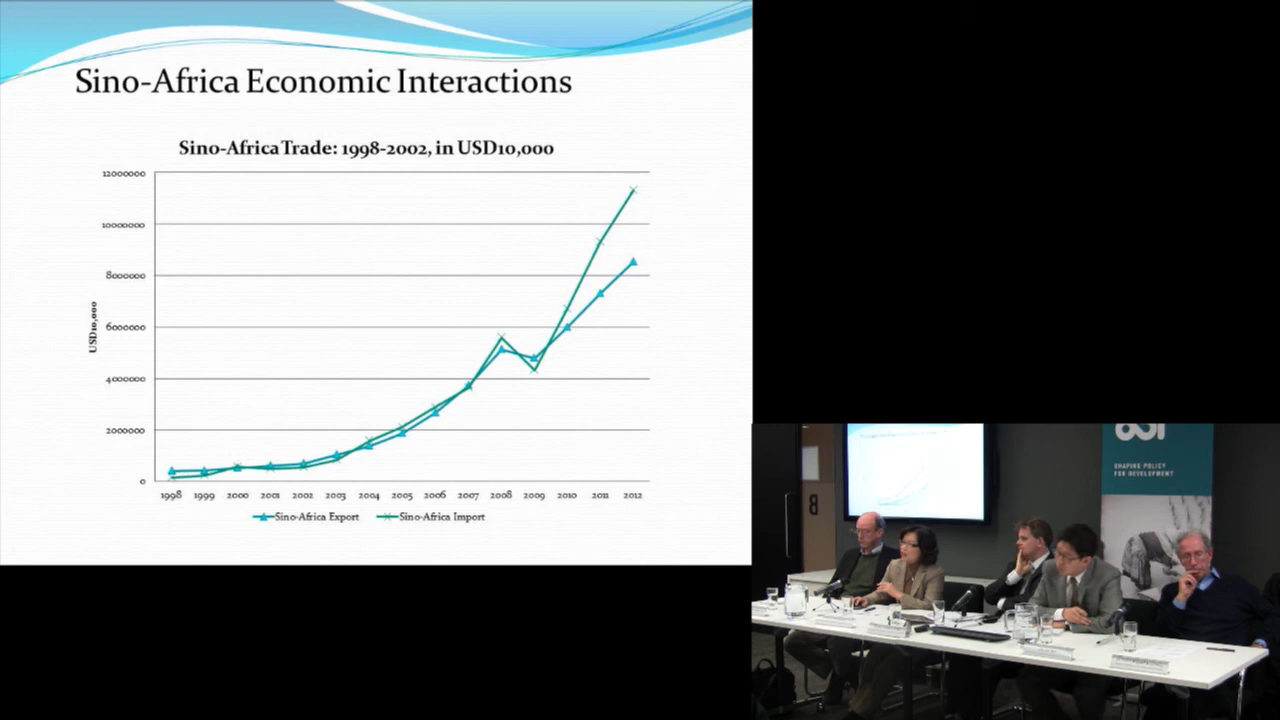 Sino-Africa Economic Interactions
Sino-Africa Trade: 1998-2002, in USD10,000
12000000
10000000
8000000
6000000
4000000
2000000
0
USD10,000
1998 1999 2000 2001 2002 2003 2004 2005 2006 2007 2008 2009 2010 2011 2012
Sino-Africa Export Sino-Africa Import
8
SHAPING POLICY
FOR DEVELOPMENT